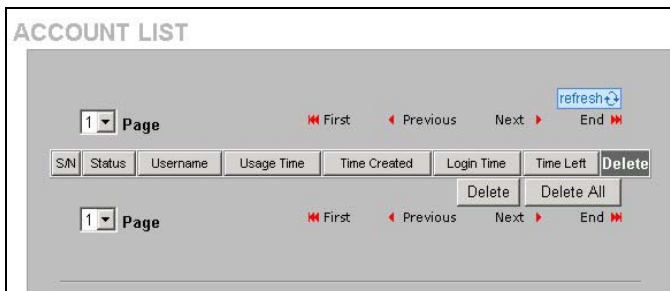 ACCOUNT LIST
refresh
1 Page First Previous Next End
S/N Status Username Usage Time Time Created Login Time Time Left Delete
Delete Delete All
1 Page First Previous Next End